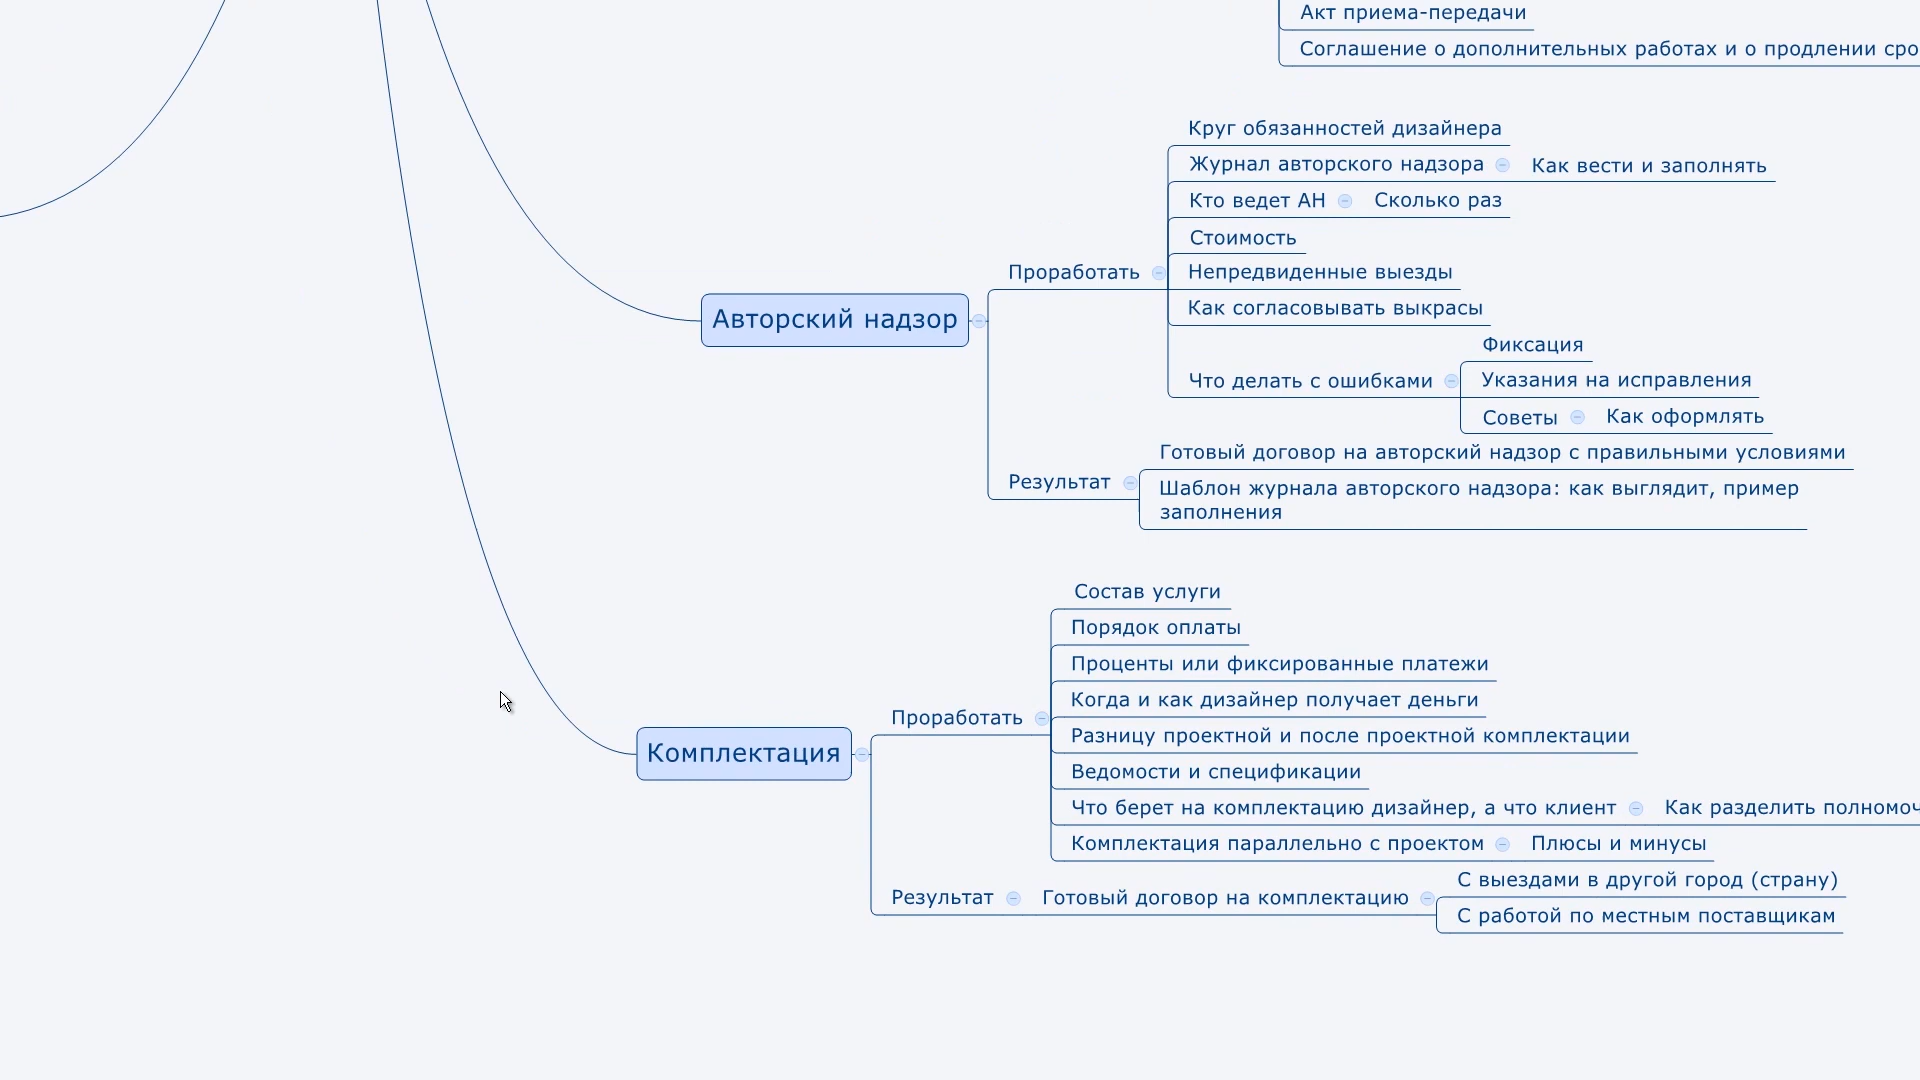 Акт приема-передачи
Соглашение о дополнительных работах и о продлении
Круг обязанностей дизайнера
Журнал авторского надзора
Как вести и заполнять
Кто ведет АН
Сколько раз
Стоимость
Проработать
Непредвиденные выезды
Как согласовывать выкрасы
Авторский надзор
Фиксация
Что делать с ошибками
Указания на исправления
Советы
Как оформлять
Готовый договор на авторский надзор с правильными условиями
Результат
Шаблон журнала авторского надзора: как выглядит, пример
заполнения
Состав услуги
Порядок оплаты
Проценты или фиксированные платежи
Когда и как дизайнер получает деньги
Проработать
Разницу проектной и после проектной комплектации
Комплектация
Ведомости и спецификации
Что берет на комплектацию дизайнер, а что клиент
Как разделить
Комплектация параллельно с проектом
Плюсы и минусы
С выездами в другой город (страну)
Результат
Готовый договор на комплектацию
С работой по местным поставщикам